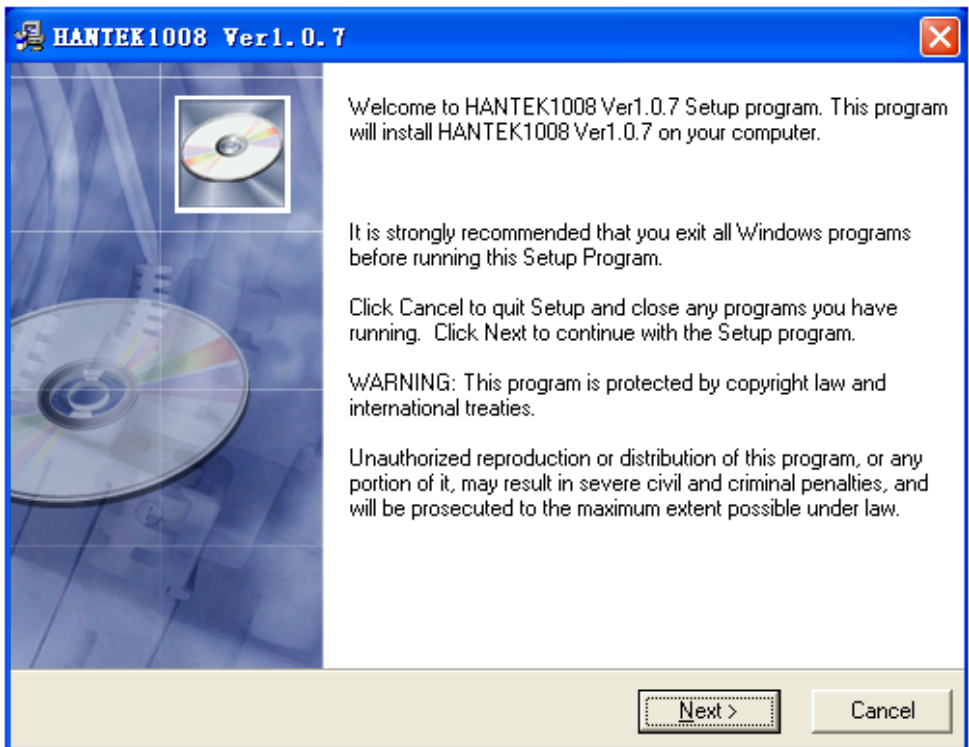 HANTEK1008 Ver1.0.7
Welcome to HANTEK1008 Ver1.0.7 Setup program. This program
will install HANTEK1008 Ver1.0.7 on your computer.
It is strongly recommended that you exit all Windows programs
before running this Setup Program.
Click Cancel to quit Setup and close any programs you have
running.  Click Next to continue with the Setup program.
WARNING: This program is protected by copyright law and
international treaties.
Unauthorized reproduction or distribution of this program, or any
portion of it, may result in severe civil and criminal penalties, and
will be prosecuted to the maximum extent possible under law.
Next >
Cancel